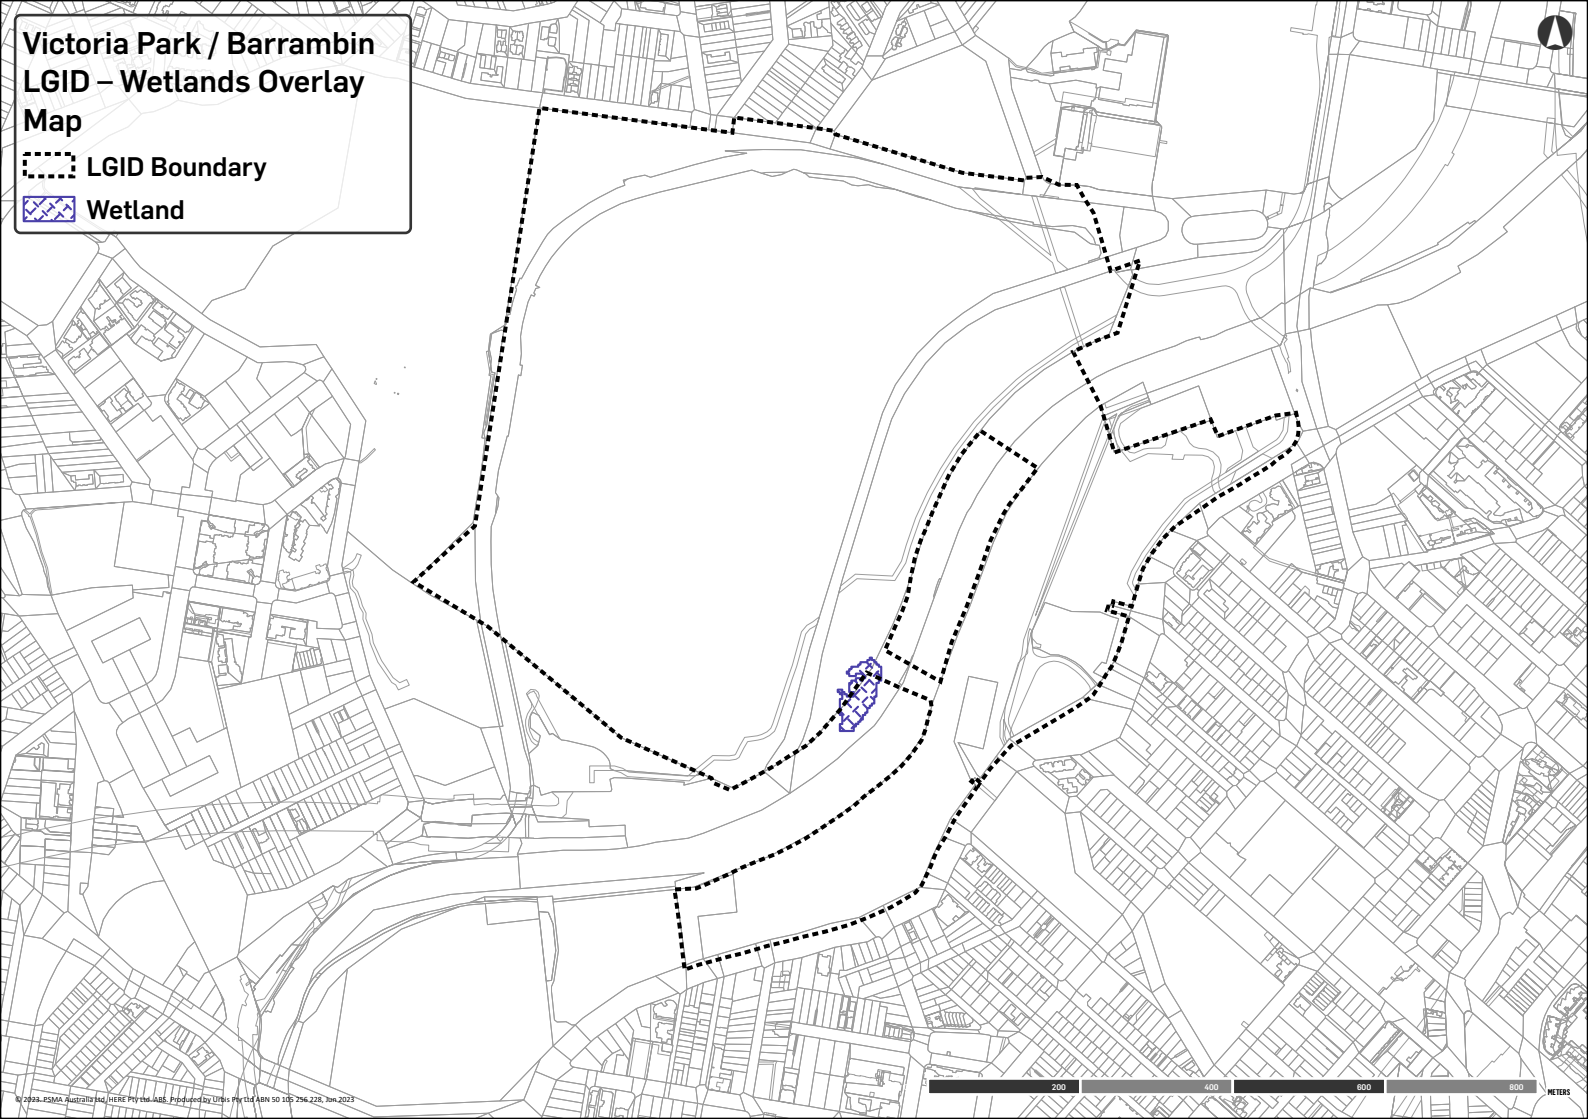 Victoria Park / Barrambin
LGID – Wetlands Overlay
Map
LGID Boundary
Wetland
200
400
600
800
METERS
© 2023. PSMA Australia Ltd, HERE Pty Ltd. ABS. Produced by Urbis Pty Ltd ABN 50 105 256 228, Jun 2023